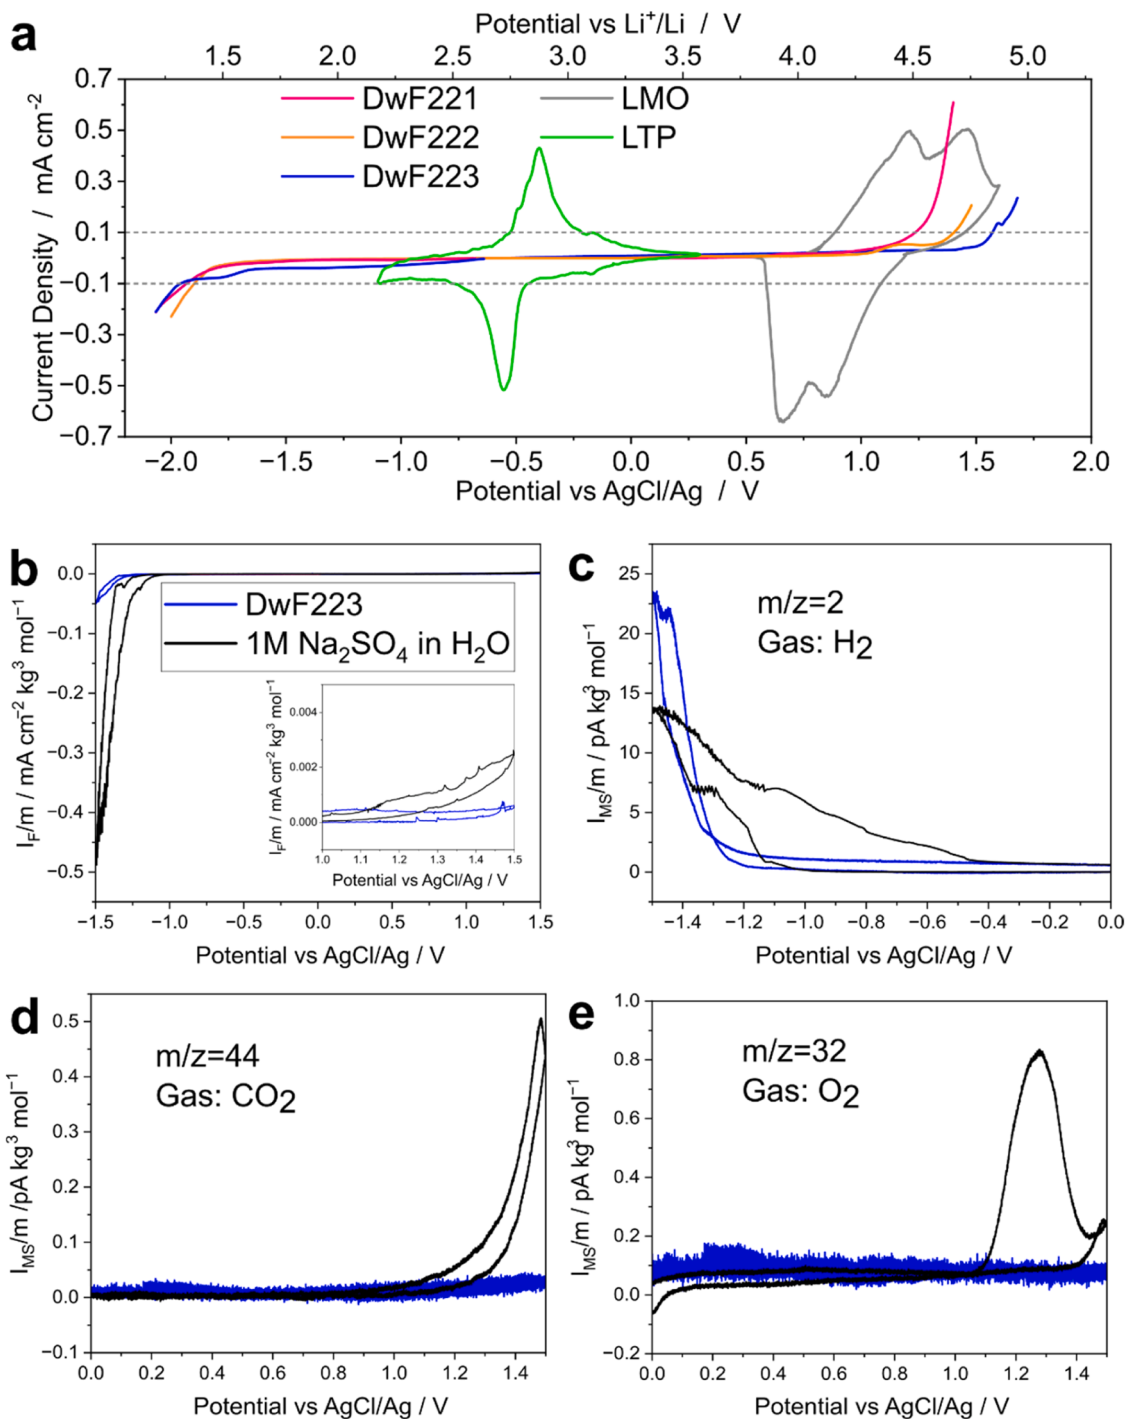 a
Potential vs Li⁺/Li / V
1.5 2.0 2.5 3.0 3.5 4.0 4.5 5.0
0.7
0.5
0.3
0.1
−0.1
−0.3
−0.5
−0.7
Current Density / mA cm⁻²
DwF221 LMO
DwF222 LTP
DwF223
−2.0 −1.5 −1.0 −0.5 0.0 0.5 1.0 1.5 2.0
Potential vs AgCl/Ag / V
b
0.0
−0.1
−0.2
−0.3
−0.4
−0.5
I_F/m / mA cm⁻² kg³ mol⁻¹
DwF223
1M Na₂SO₄ in H₂O
0.004
0.002
0.000
I_F/m / mA cm⁻² kg³ mol⁻¹
1.0 1.1 1.2 1.3 1.4 1.5
Potential vs AgCl/Ag / V
−1.5 −1.0 −0.5 0.0 0.5 1.0 1.5
Potential vs AgCl/Ag / V
c
25
20
15
10
5
0
I_MS/m / pA kg³ mol⁻¹
m/z=2
Gas: H₂
−1.4 −1.2 −1.0 −0.8 −0.6 −0.4 −0.2 0.0
Potential vs AgCl/Ag / V
d
0.5
0.4
0.3
0.2
0.1
0.0
−0.1
I_MS/m /pA kg³ mol⁻¹
m/z=44
Gas: CO₂
0.0 0.2 0.4 0.6 0.8 1.0 1.2 1.4
Potential vs AgCl/Ag / V
e
1.0
0.8
0.6
0.4
0.2
0.0
−0.2
I_MS/m / pA kg³ mol⁻¹
m/z=32
Gas: O₂
0.0 0.2 0.4 0.6 0.8 1.0 1.2 1.4
Potential vs AgCl/Ag / V